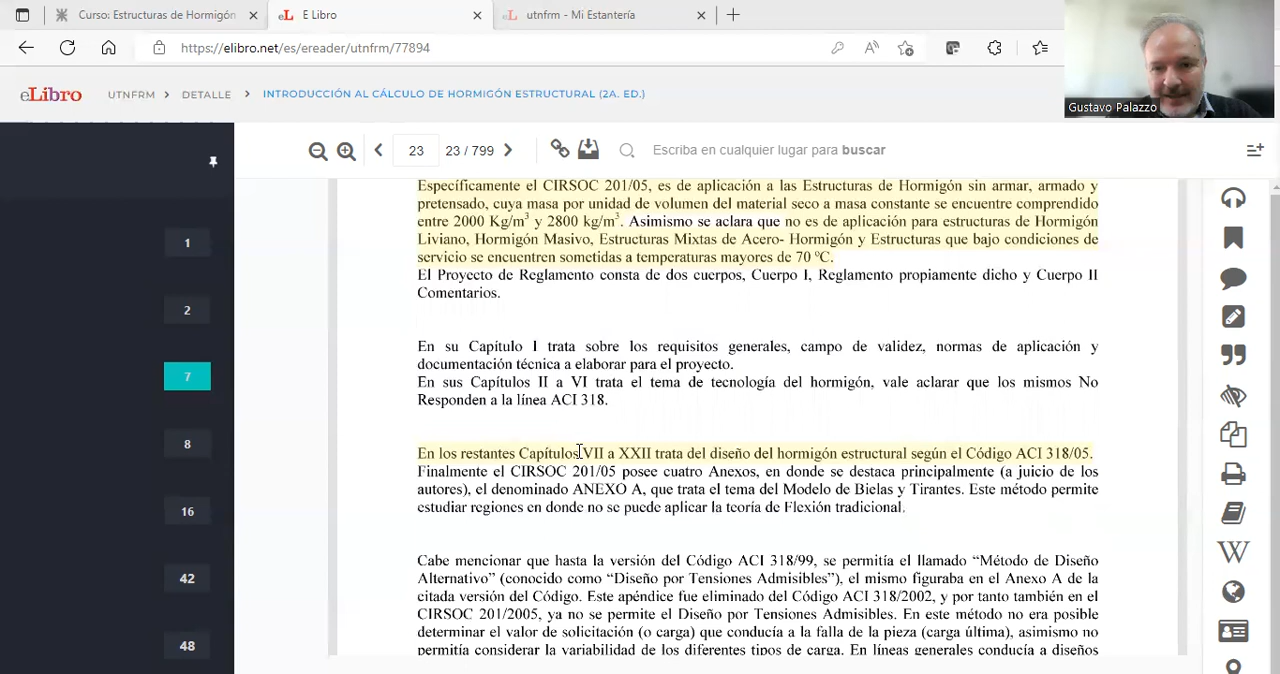 Curso: Estructuras de Hormigón
E Libro
utnfrm - Mi Estantería
https://elibro.net/es/ereader/utnfrm/77894
Gustavo Palazzo
eLibro
UTNFRM > DETALLE > INTRODUCCIÓN AL CÁLCULO DE HORMIGÓN ESTRUCTURAL (2A. ED.)
23 23 / 799 Escriba en cualquier lugar para buscar
1
2
7
8
16
42
48
Específicamente el CIRSOC 201/05, es de aplicación a las Estructuras de Hormigón sin armar, armado y
pretensado, cuya masa por unidad de volumen del material seco a masa constante se encuentre comprendido
entre 2000 Kg/m³ y 2800 kg/m³. Asimismo se aclara que no es de aplicación para estructuras de Hormigón
Liviano, Hormigón Masivo, Estructuras Mixtas de Acero- Hormigón y Estructuras que bajo condiciones de
servicio se encuentren sometidas a temperaturas mayores de 70 ºC.
El Proyecto de Reglamento consta de dos cuerpos, Cuerpo I, Reglamento propiamente dicho y Cuerpo II
Comentarios.
En su Capítulo I trata sobre los requisitos generales, campo de validez, normas de aplicación y
documentación técnica a elaborar para el proyecto.
En sus Capítulos II a VI trata el tema de tecnología del hormigón, vale aclarar que los mismos No
Responden a la línea ACI 318.
En los restantes Capítulos VII a XXII trata del diseño del hormigón estructural según el Código ACI 318/05.
Finalmente el CIRSOC 201/05 posee cuatro Anexos, en donde se destaca principalmente (a juicio de los
autores), el denominado ANEXO A, que trata el tema del Modelo de Bielas y Tirantes. Este método permite
estudiar regiones en donde no se puede aplicar la teoría de Flexión tradicional.
Cabe mencionar que hasta la versión del Código ACI 318/99, se permitía el llamado “Método de Diseño
Alternativo” (conocido como “Diseño por Tensiones Admisibles”), el mismo figuraba en el Anexo A de la
citada versión del Código. Este apéndice fue eliminado del Código ACI 318/2002, y por tanto también en el
CIRSOC 201/2005, ya no se permite el Diseño por Tensiones Admisibles. En este método no era posible
determinar el valor de solicitación (o carga) que conducía a la falla de la pieza (carga última), asimismo no
permitía considerar la variabilidad de los diferentes tipos de carga. En líneas generales conducía a diseños